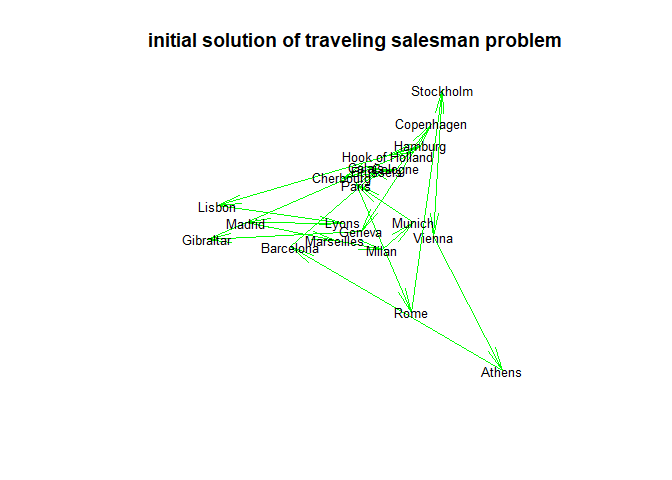 initial solution of traveling salesman problem
Stockholm
Copenhagen
Hamburg
Hook of Holland
Calais
Cologne
Brussels
Cherbourg
Paris
Lisbon
Madrid
Lyons
Munich
Geneva
Gibraltar
Marseilles
Vienna
Barcelona
Milan
Rome
Athens